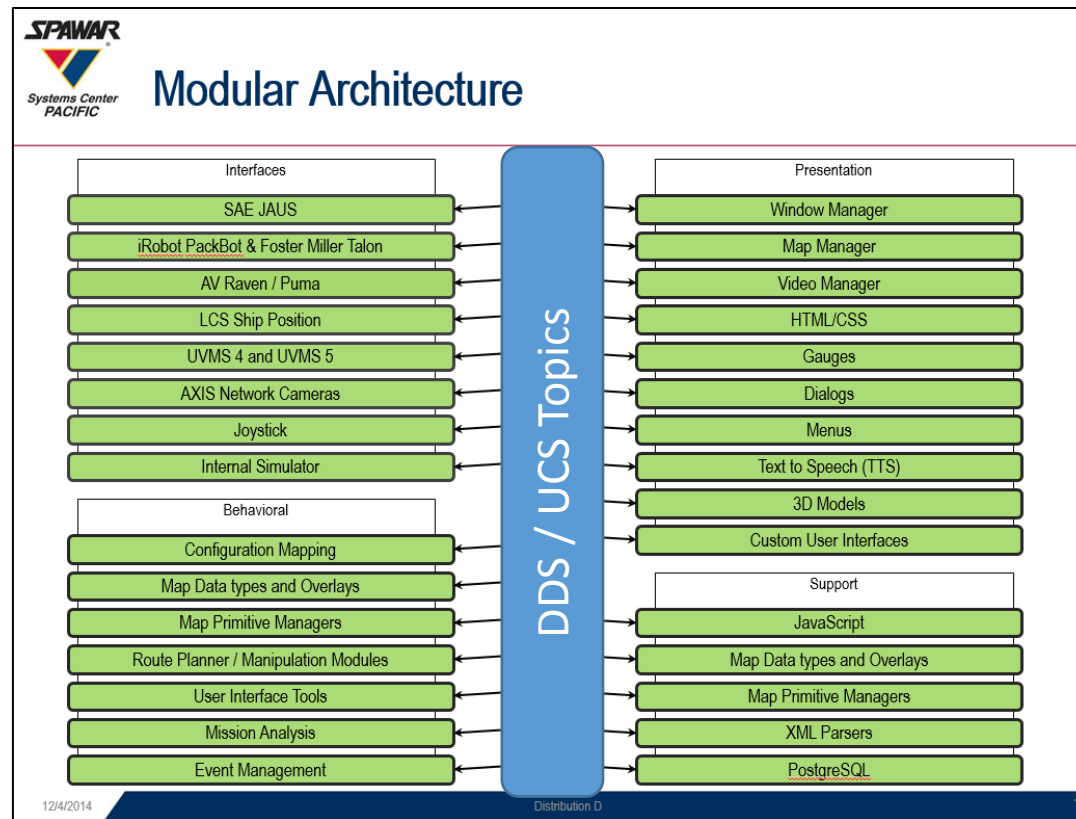 SPAWAR
Systems Center
PACIFIC
Modular Architecture
Interfaces
SAE JAUS
iRobot PackBot & Foster Miller Talon
AV Raven / Puma
LCS Ship Position
UVMS 4 and UVMS 5
AXIS Network Cameras
Joystick
Internal Simulator
Behavioral
Configuration Mapping
Map Data types and Overlays
Map Primitive Managers
Route Planner / Manipulation Modules
User Interface Tools
Mission Analysis
Event Management
DDS / UCS Topics
Presentation
Window Manager
Map Manager
Video Manager
HTML/CSS
Gauges
Dialogs
Menus
Text to Speech (TTS)
3D Models
Custom User Interfaces
Support
JavaScript
Map Data types and Overlays
Map Primitive Managers
XML Parsers
PostgreSQL
12/4/2014
Distribution D